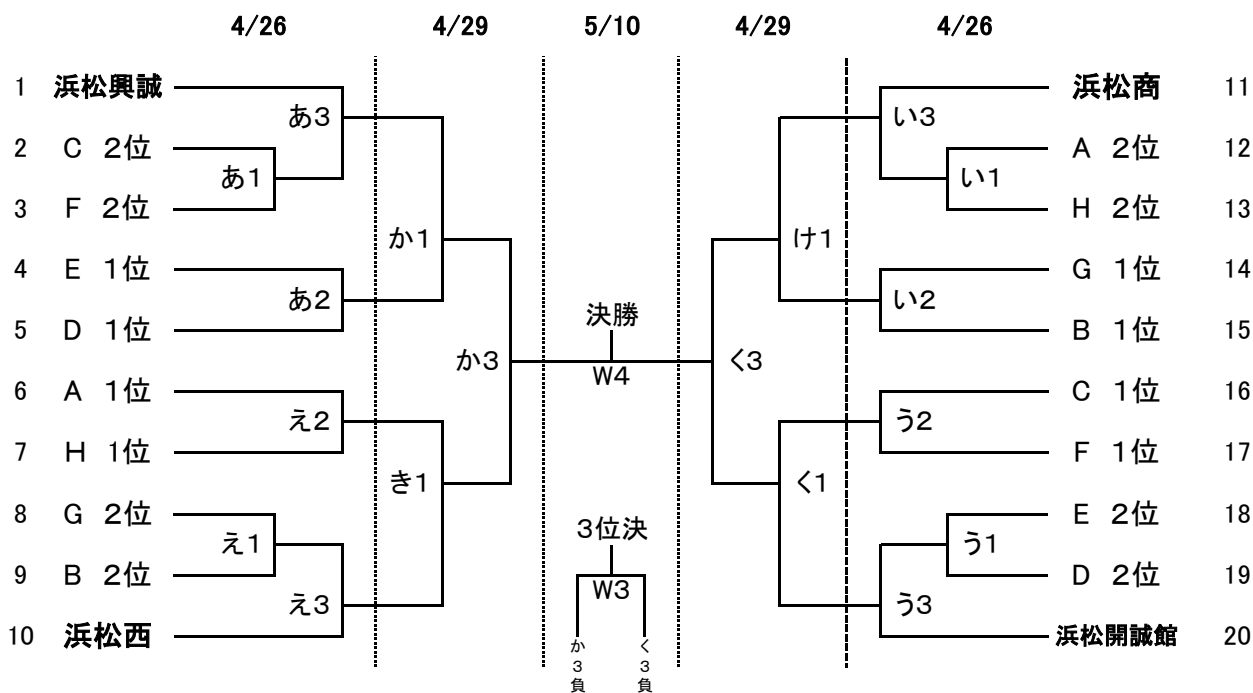 4/26 4/29 5/10 4/29 4/26
1 浜松興誠
あ3
2 C 2位
あ1
3 F 2位
か1
4 E 1位
あ2
5 D 1位
か3
6 A 1位
え2
7 H 1位
き1
8 G 2位
え1
9 B 2位
え3
10 浜松西
決勝
W4
3位決
W3
か3負
く3負
浜松商 11
い3
A 2位 12
い1
H 2位 13
け1
G 1位 14
い2
B 1位 15
く3
C 1位 16
う2
F 1位 17
く1
E 2位 18
う1
D 2位 19
う3
浜松開誠館 20